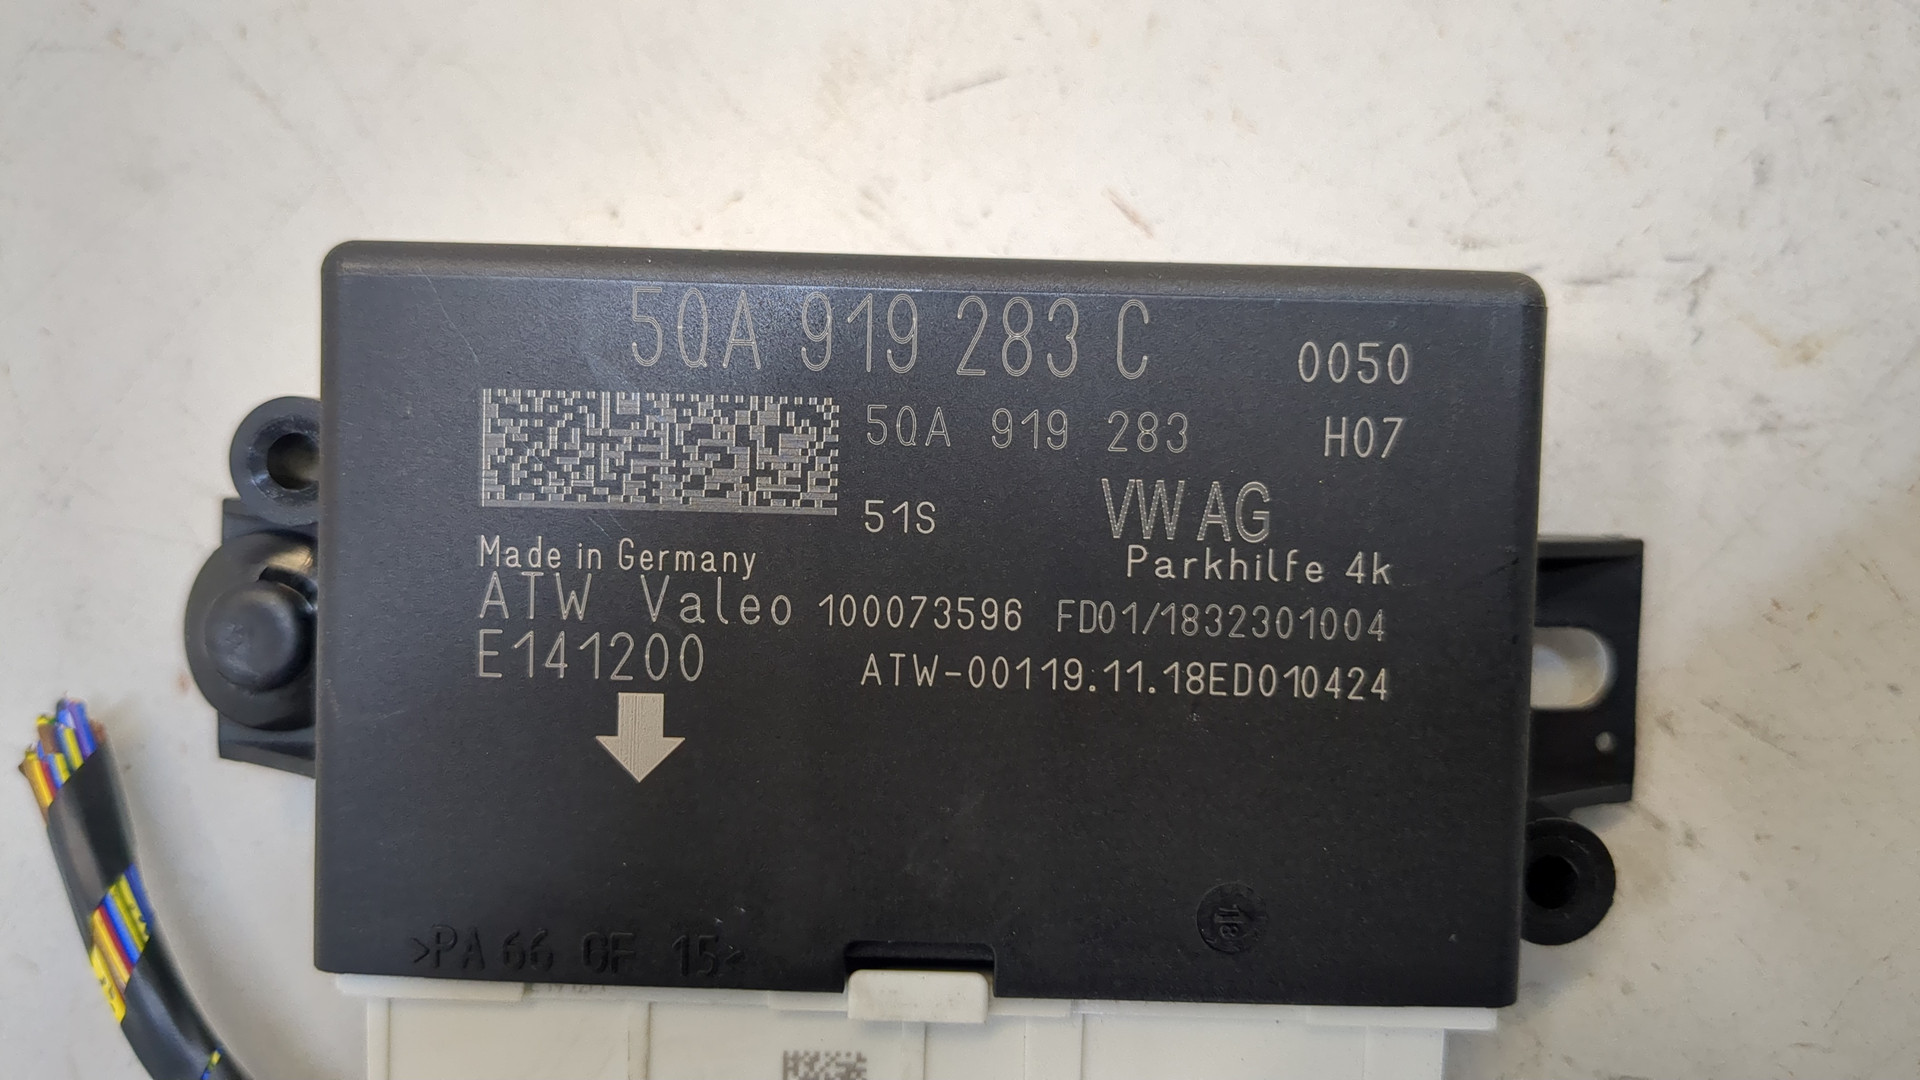 5QA 919 283 C
0050
5QA 919 283
H07
51S
VW AG
Made in Germany
Parkhilfe 4k
ATW Valeo 100073596 FD01/1832301004
E141200
ATW-00119.11.18ED010424
>PA 66 GF 15<